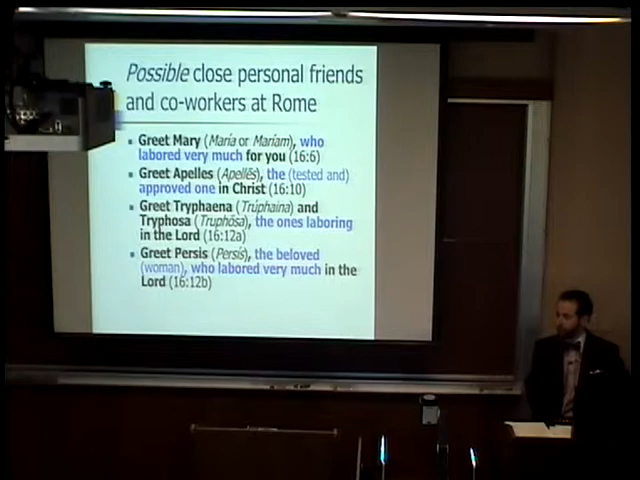 Possible close personal friends
and co-workers at Rome
Greet Mary (María or Maríam), who
labored very much for you (16:6)
Greet Apelles (Apellēs), the (tested and)
approved one in Christ (16:10)
Greet Tryphaena (Trúphaina) and
Tryphosa (Truphōsa), the ones laboring
in the Lord (16:12a)
Greet Persis (Persís), the beloved
(woman), who labored very much in the
Lord (16:12b)